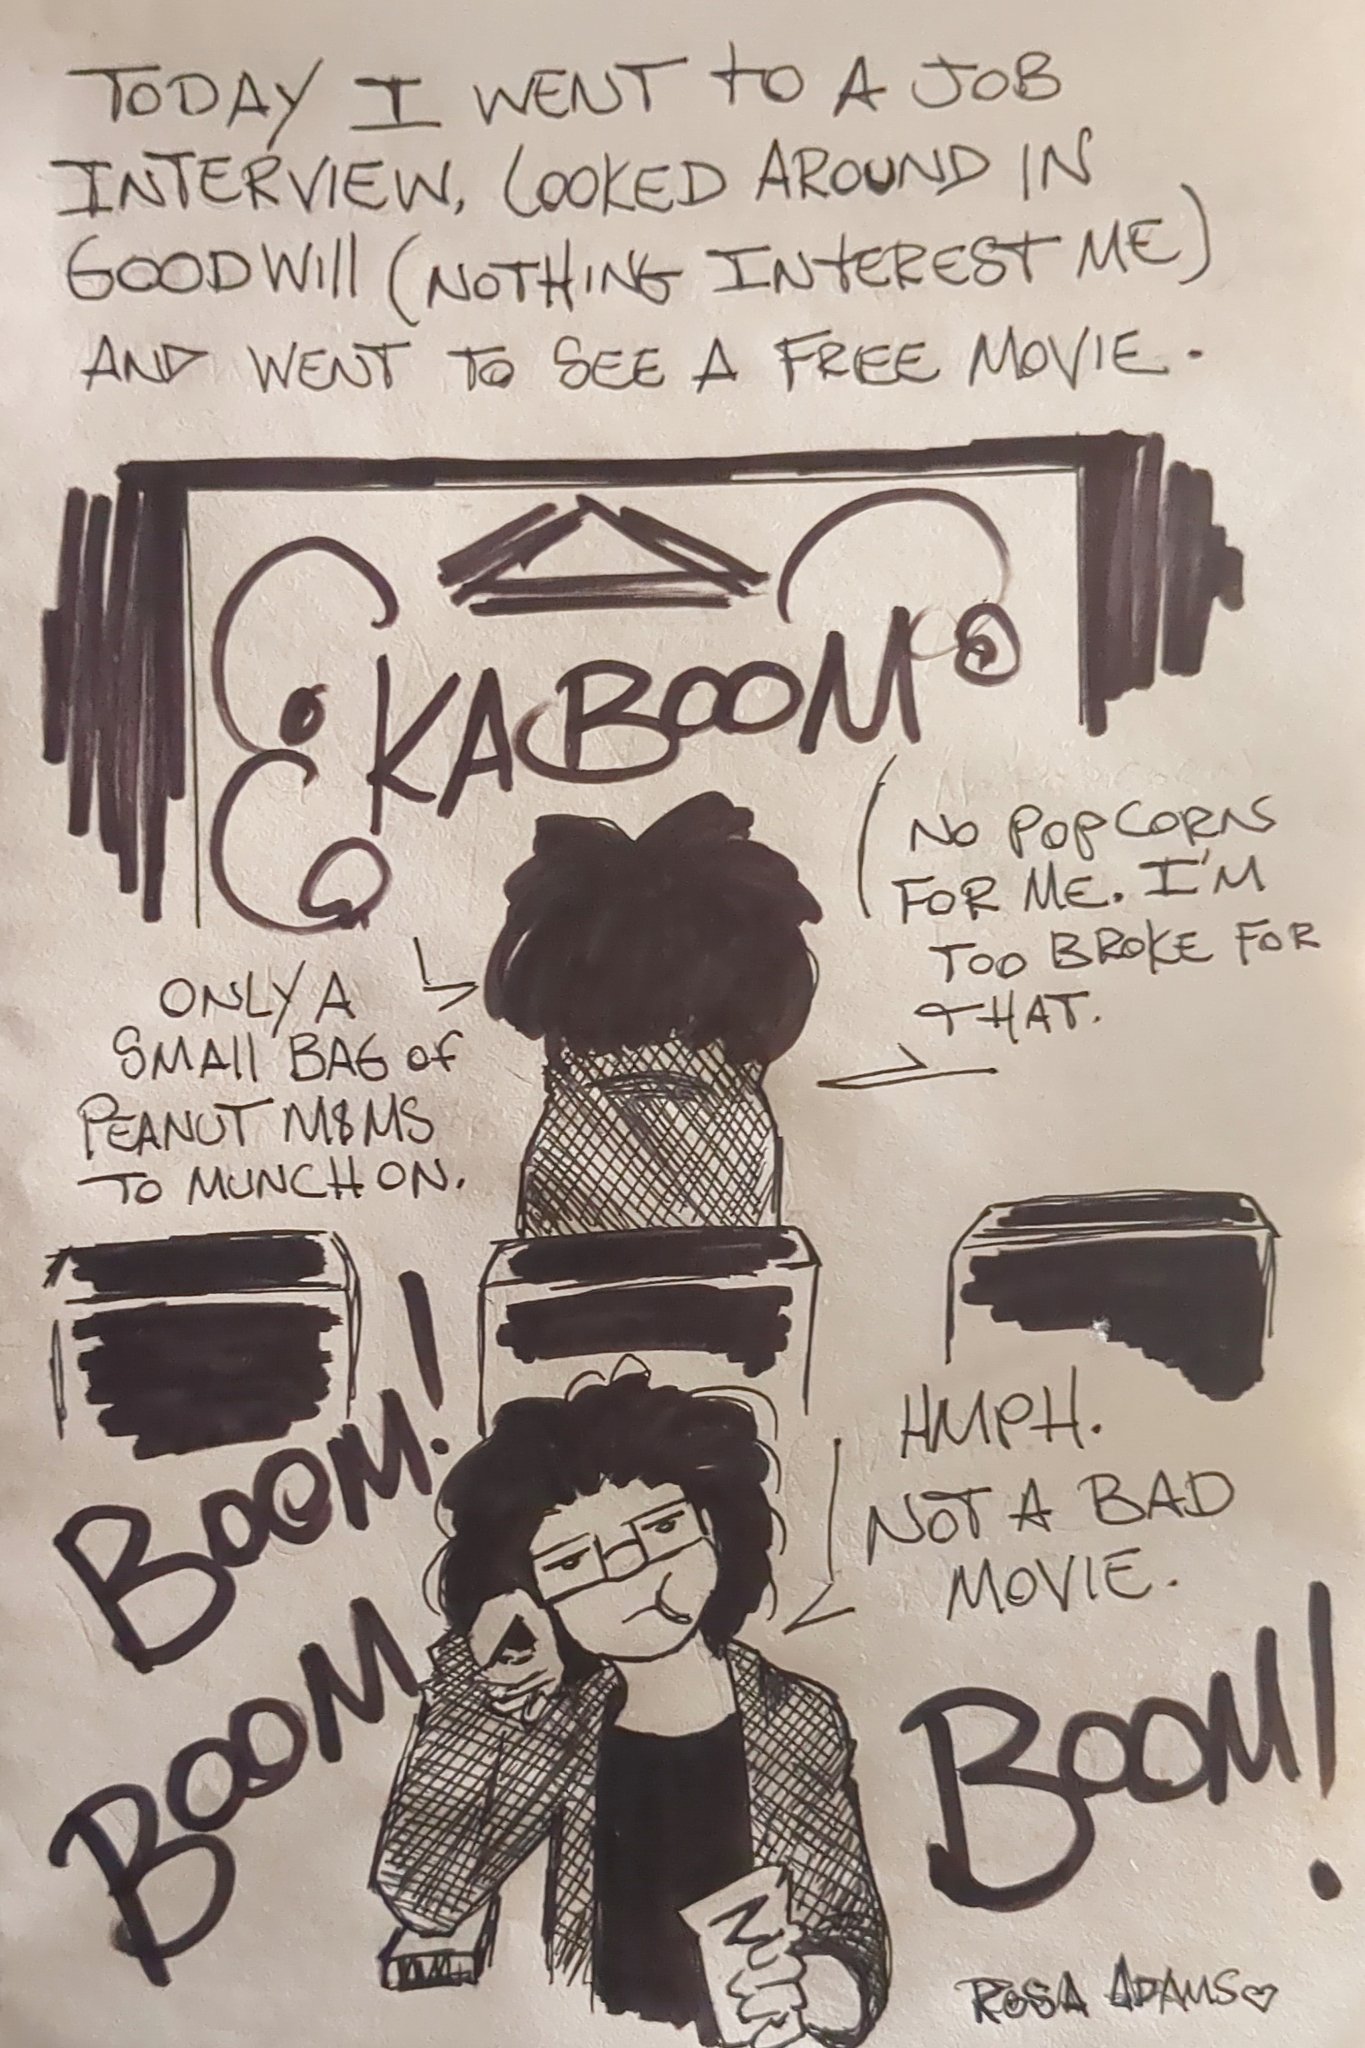 TODAY I WENT TO A JOB
INTERVIEW, LOOKED AROUND IN
GOODWill (NOTHING INTEREST ME)
AND WENT TO SEE A FREE MOVIE.
KABOOM
NO POPCORNS
FOR ME. I'M
TOO BROKE FOR
THAT.
ONLY A
SMAll BAG of
PEANUT M&MS
TO MUNCH ON.
BOOM!
HMPH.
NOT A BAD
MOVIE.
BOOM
BOOM!
M
ROSA ADAMS♡